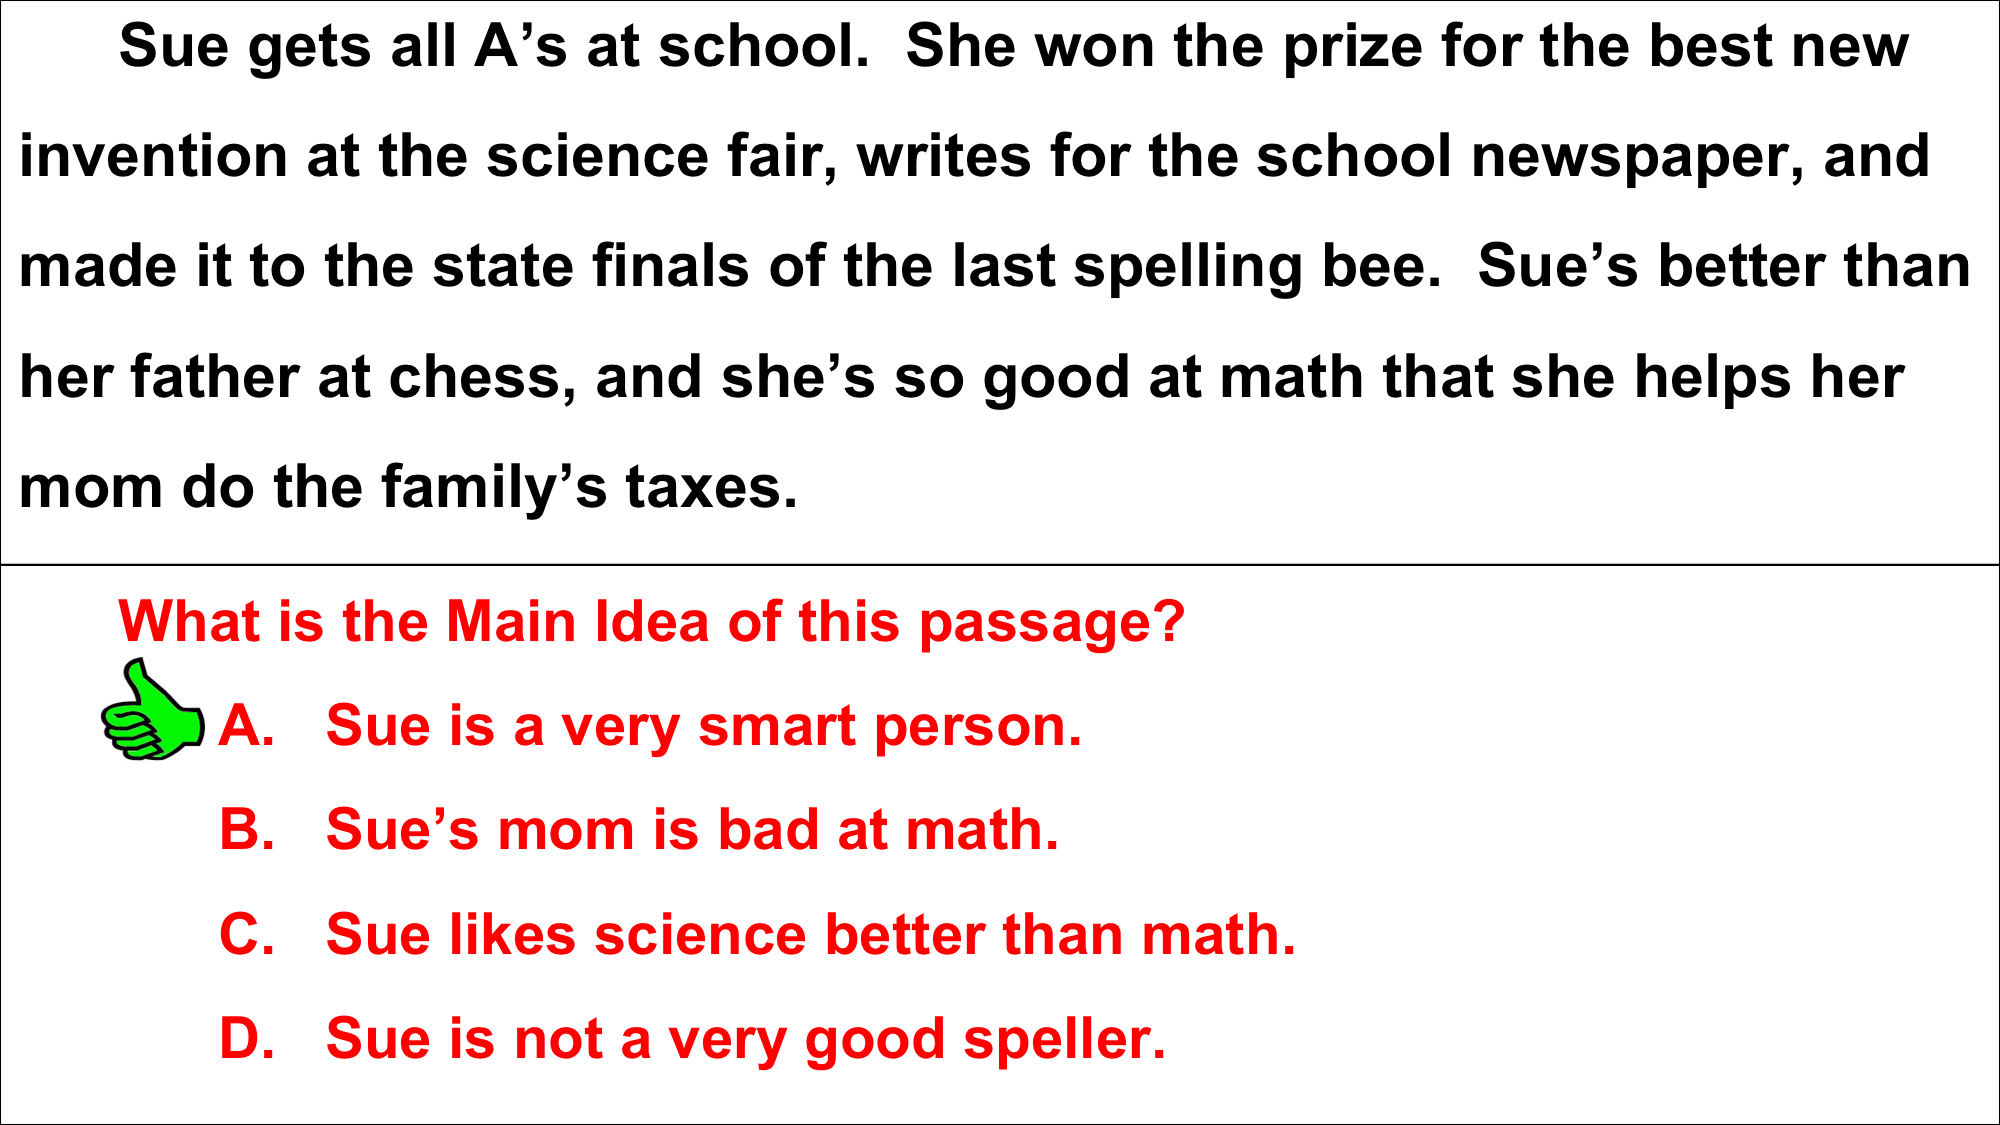 Sue gets all A’s at school.  She won the prize for the best new
invention at the science fair, writes for the school newspaper, and
made it to the state finals of the last spelling bee.  Sue’s better than
her father at chess, and she’s so good at math that she helps her
mom do the family’s taxes.
What is the Main Idea of this passage?
A. Sue is a very smart person.
B. Sue’s mom is bad at math.
C. Sue likes science better than math.
D. Sue is not a very good speller.